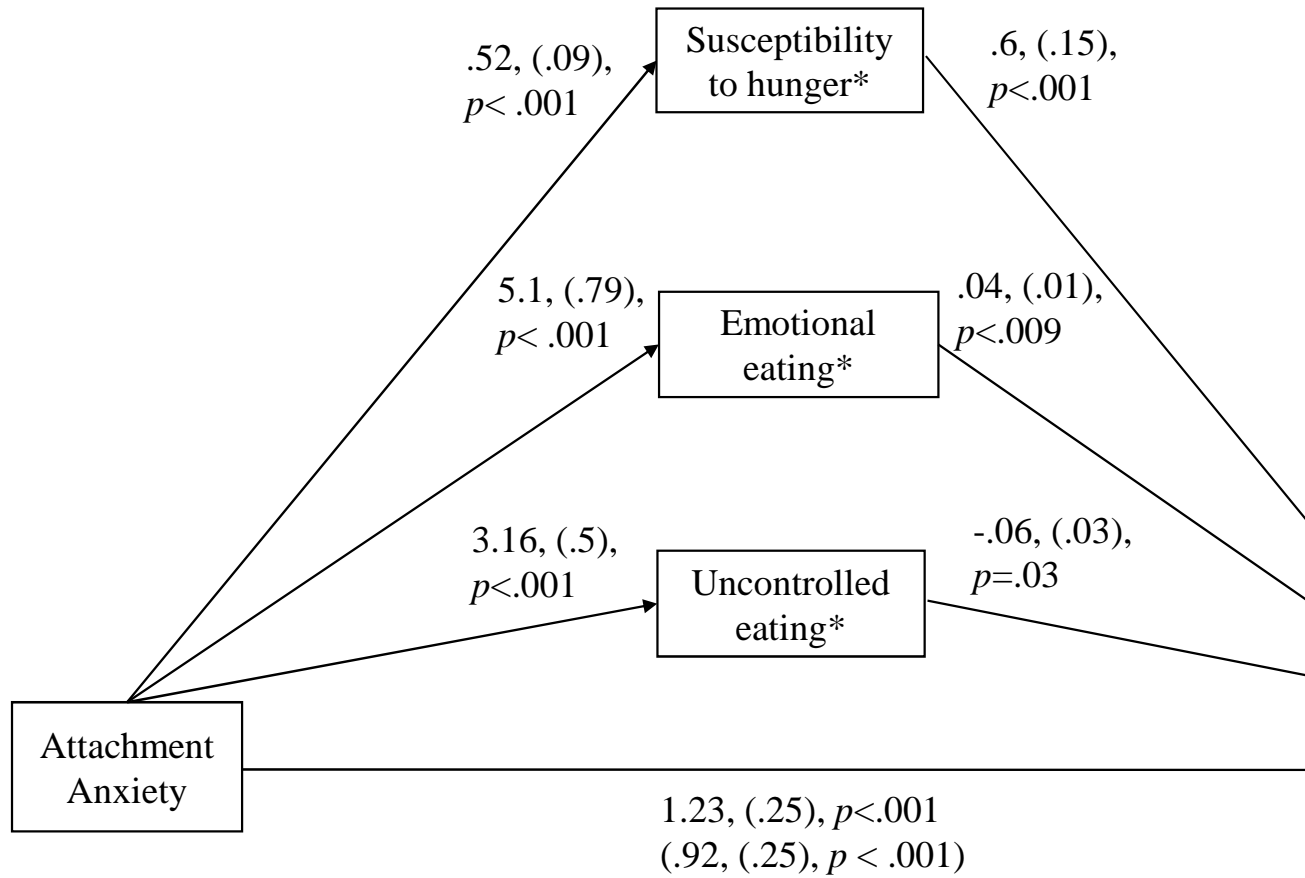 Susceptibility
to hunger*
.52, (.09),
p< .001
.6, (.15),
p<.001
Emotional
eating*
5.1, (.79),
p< .001
.04, (.01),
p<.009
Uncontrolled
eating*
3.16, (.5),
p<.001
-.06, (.03),
p=.03
Attachment
Anxiety
1.23, (.25), p<.001
(.92, (.25), p < .001)